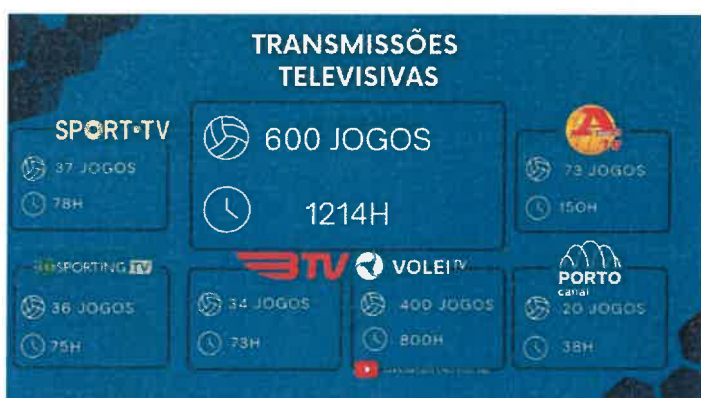 TRANSMISSÕES
TELEVISIVAS
SPORT•TV
37 JOGOS
78H
600 JOGOS
1214H
73 JOGOS
150H
SPORTING TV
36 JOGOS
75H
BTV
34 JOGOS
73H
VOLEI TV
400 JOGOS
800H
PORTO
canal
20 JOGOS
38H